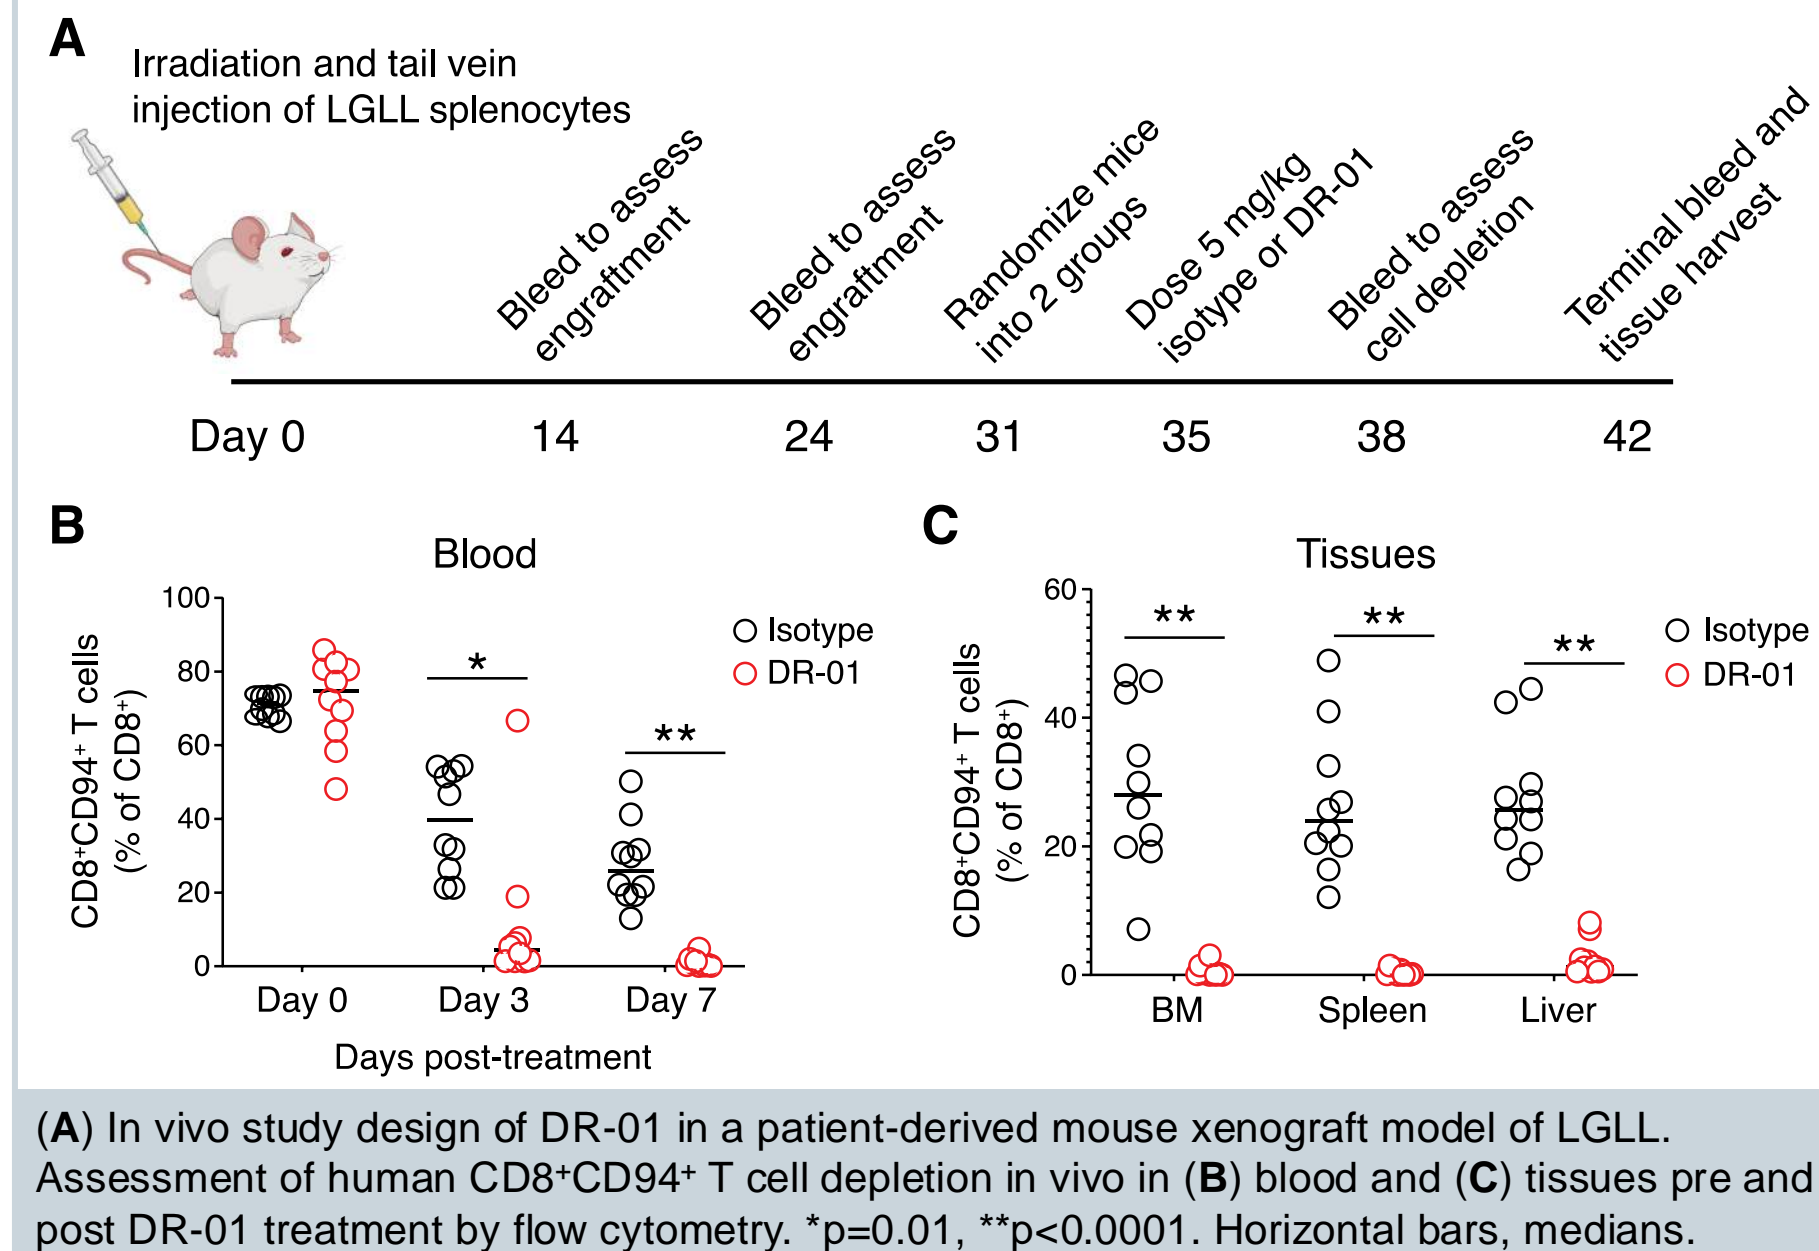 A
Irradiation and tail vein
injection of LGLL splenocytes
Bleed to assess
engraftment
Bleed to assess
engraftment
Randomize mice
into 2 groups
Dose 5 mg/kg
isotype or DR-01
Bleed to assess
cell depletion
Terminal bleed and
tissue harvest
Day 0 14 24 31 35 38 42
B
Blood
CD8⁺CD94⁺ T cells
(% of CD8⁺)
100
80
60
40
20
0
*
**
Isotype
DR-01
Day 0 Day 3 Day 7
Days post-treatment
C
Tissues
CD8⁺CD94⁺ T cells
(% of CD8⁺)
60
40
20
0
**
**
**
Isotype
DR-01
BM Spleen Liver
(A) In vivo study design of DR-01 in a patient-derived mouse xenograft model of LGLL.
Assessment of human CD8⁺CD94⁺ T cell depletion in vivo in (B) blood and (C) tissues pre and
post DR-01 treatment by flow cytometry. *p=0.01, **p<0.0001. Horizontal bars, medians.